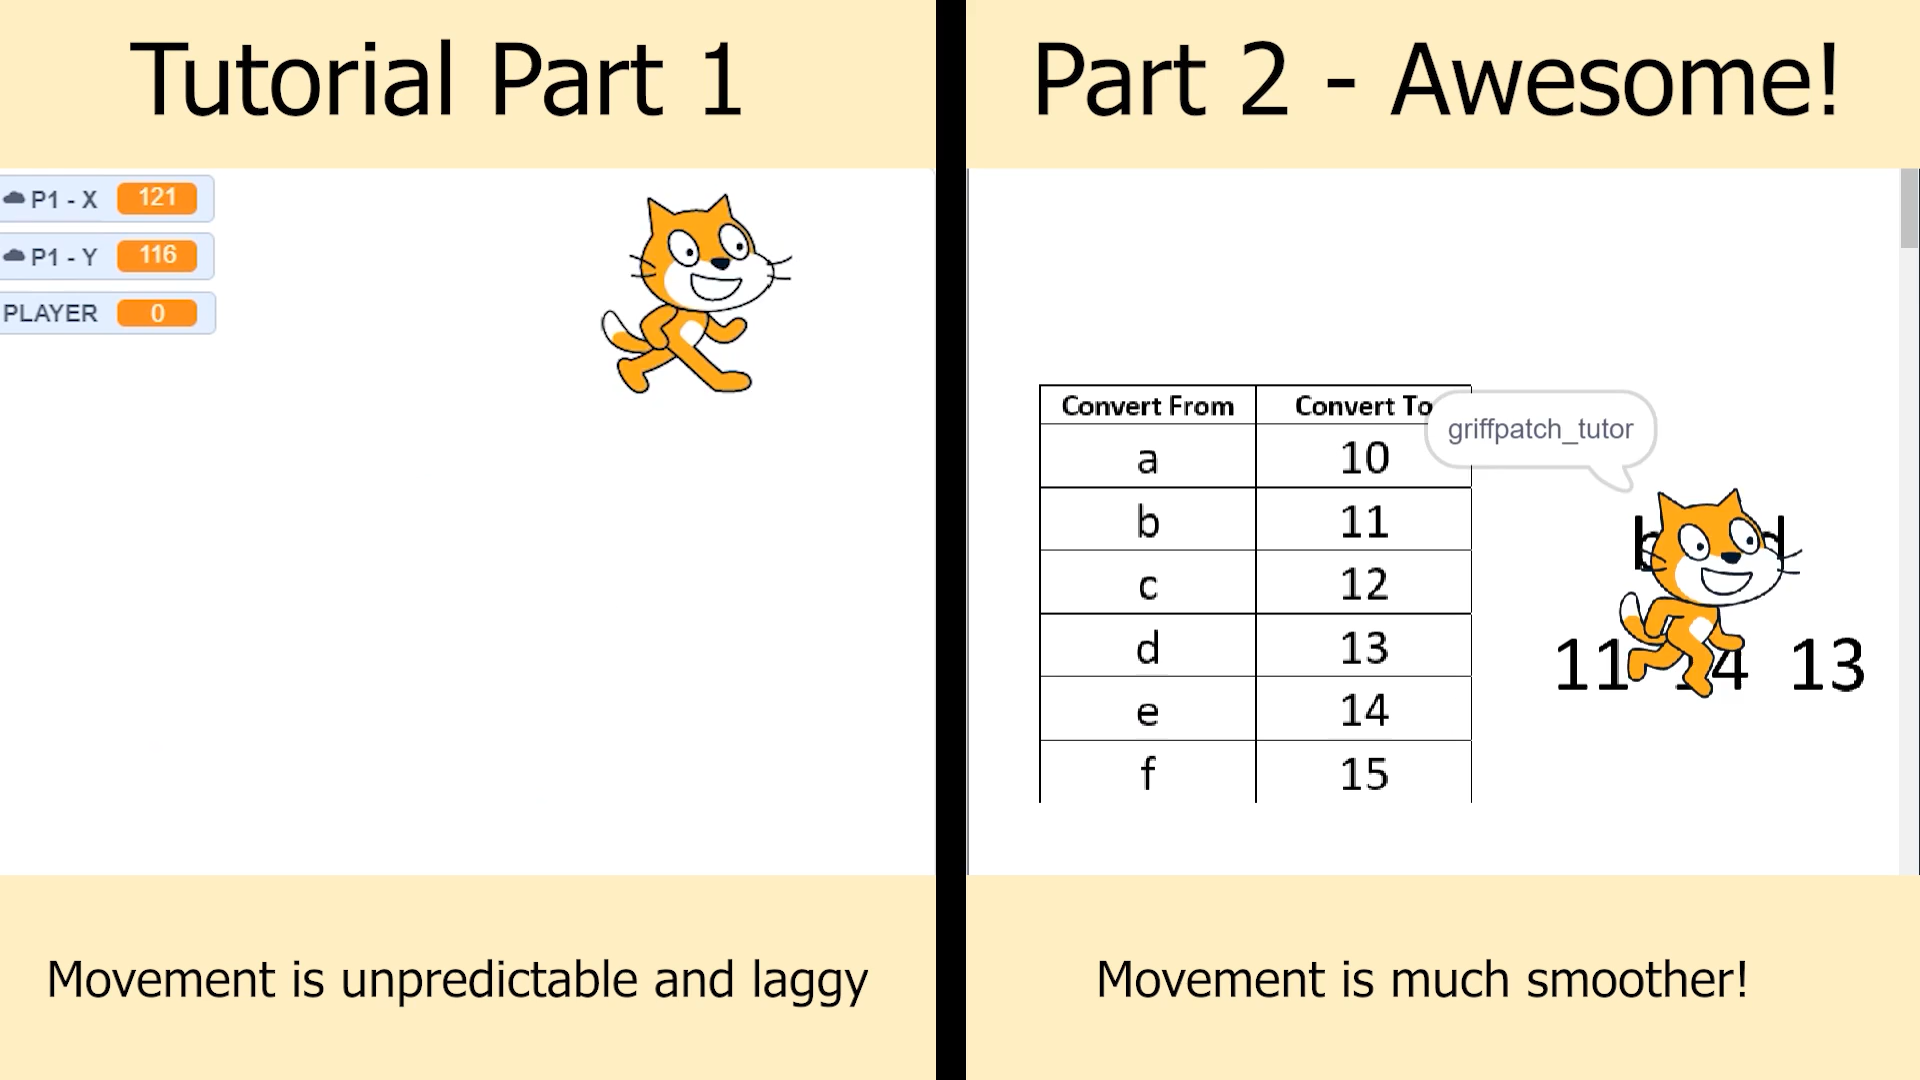 Tutorial Part 1
P1 - X 121
P1 - Y 116
PLAYER 0
Movement is unpredictable and laggy
Part 2 - Awesome!
Convert From Convert To
a 10
b 11
c 12
d 13
e 14
f 15
griffpatch_tutor
11 13
Movement is much smoother!